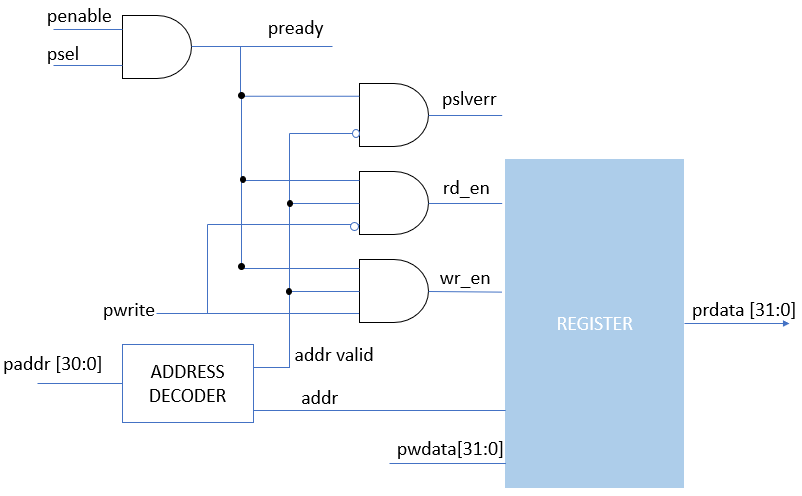 penable
pready
psel
pslverr
rd_en
wr_en
pwrite
REGISTER
prdata [31:0]
addr valid
paddr [30:0]
ADDRESS
DECODER
addr
pwdata[31:0]